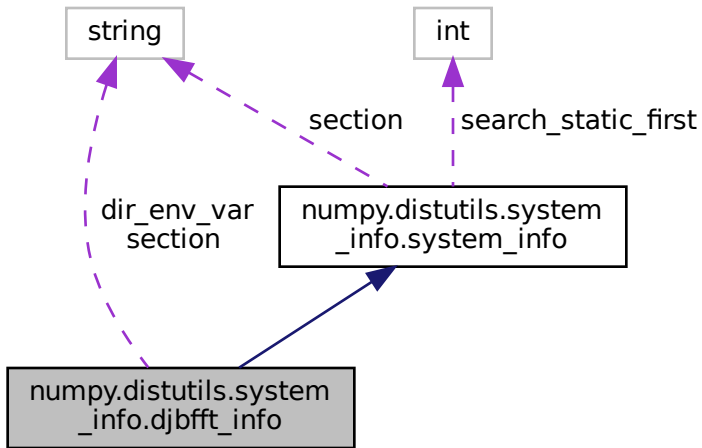 string
int
section
search_static_first
dir_env_var
section
numpy.distutils.system
_info.system_info
numpy.distutils.system
_info.djbfft_info